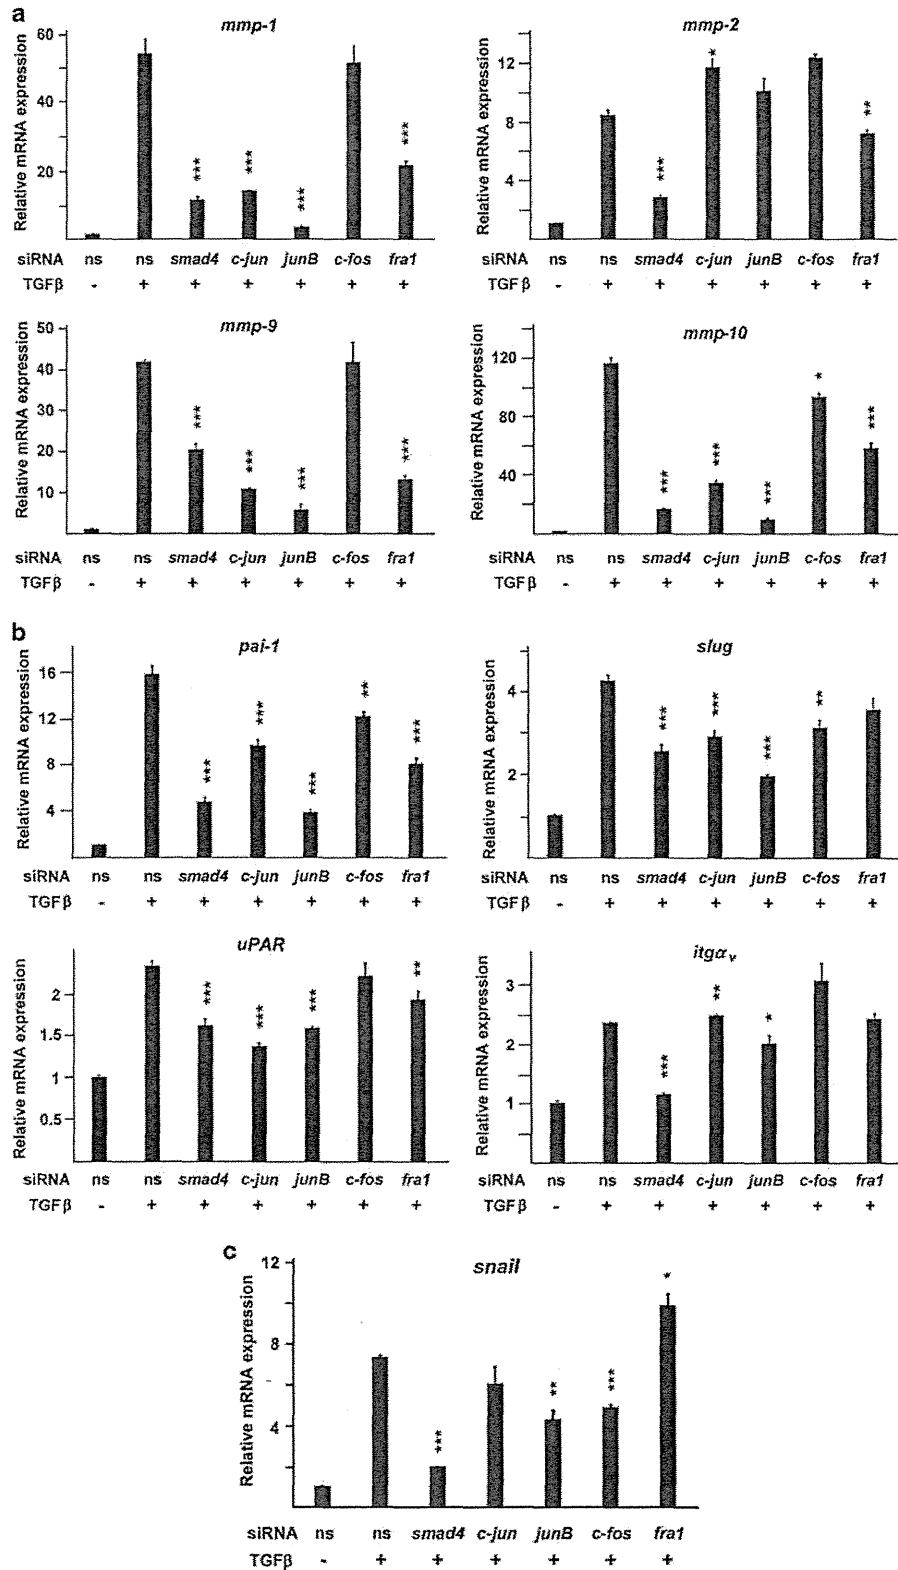 a
mmp-1
Relative mRNA expression
60
50
20
siRNA ns ns smad4 c-jun junB c-fos fra1
TGFβ - + + + + + +
*** *** *** ***
mmp-2
Relative mRNA expression
12
8
4
siRNA ns ns smad4 c-jun junB c-fos fra1
TGFβ - + + + + + +
*** * **
mmp-9
Relative mRNA expression
50
40
30
20
10
siRNA ns ns smad4 c-jun junB c-fos fra1
TGFβ - + + + + + +
*** *** *** ***
mmp-10
Relative mRNA expression
120
80
40
siRNA ns ns smad4 c-jun junB c-fos fra1
TGFβ - + + + + + +
*** *** *** * ***
b
pai-1
Relative mRNA expression
16
12
8
4
siRNA ns ns smad4 c-jun junB c-fos fra1
TGFβ - + + + + + +
*** *** *** ** ***
slug
Relative mRNA expression
4
2
siRNA ns ns smad4 c-jun junB c-fos fra1
TGFβ - + + + + + +
*** *** *** **
uPAR
Relative mRNA expression
2
1.5
1
0.5
siRNA ns ns smad4 c-jun junB c-fos fra1
TGFβ - + + + + + +
*** *** *** **
itgαv
Relative mRNA expression
3
2
1
siRNA ns ns smad4 c-jun junB c-fos fra1
TGFβ - + + + + + +
*** ** *
c
snail
Relative mRNA expression
12
8
4
siRNA ns ns smad4 c-jun junB c-fos fra1
TGFβ - + + + + + +
*** ** *** *